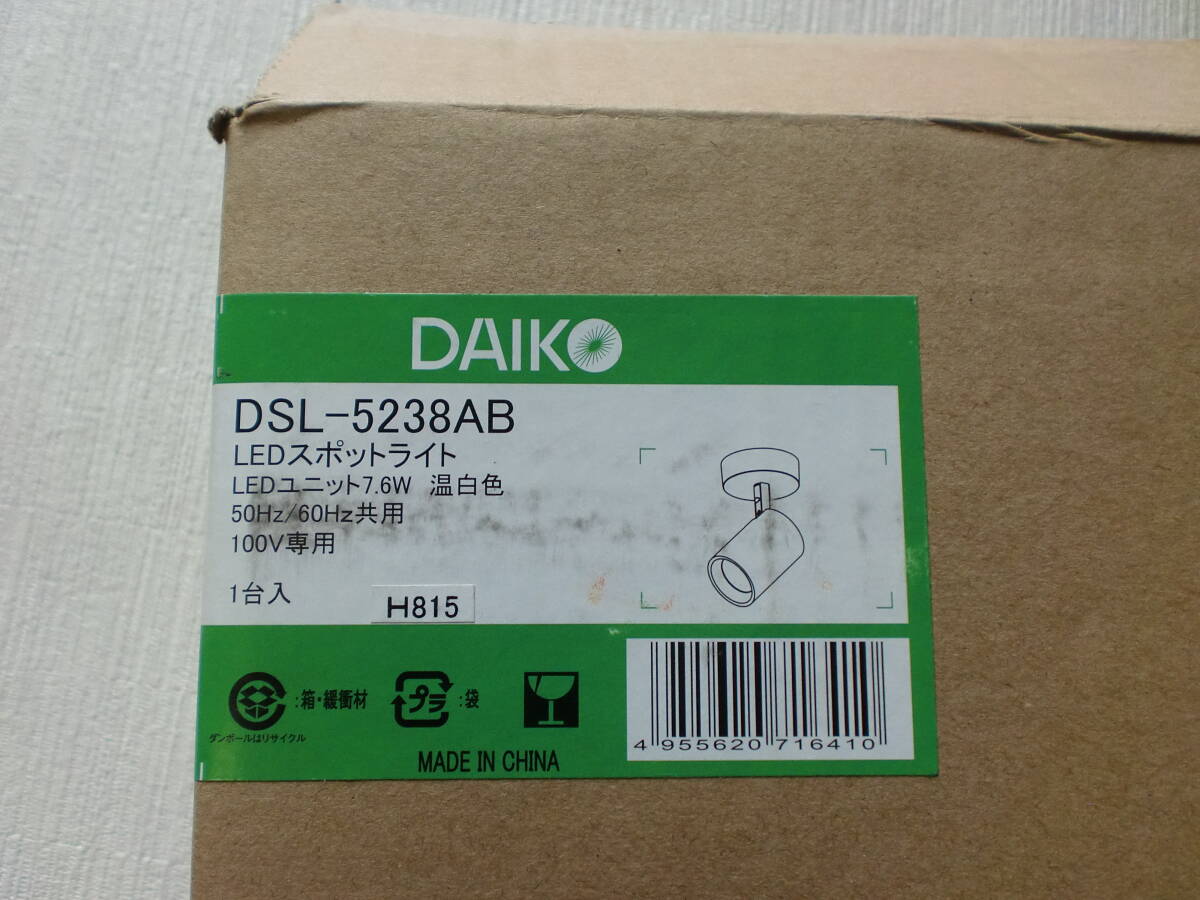 DAIKO
DSL-5238AB
LEDスポットライト
LEDユニット7.6W 温白色
50Hz/60Hz共用
100V専用
1台入
H815
:箱・緩衝材
プラ
:袋
ダンボールはリサイクル
MADE IN CHINA
4 955620 716410